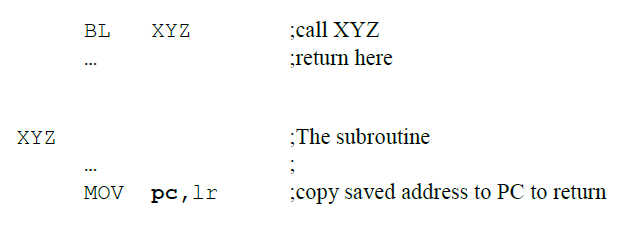 BL XYZ ;call XYZ
… ;return here
XYZ ;The subroutine
… ;
MOV pc,lr ;copy saved address to PC to return